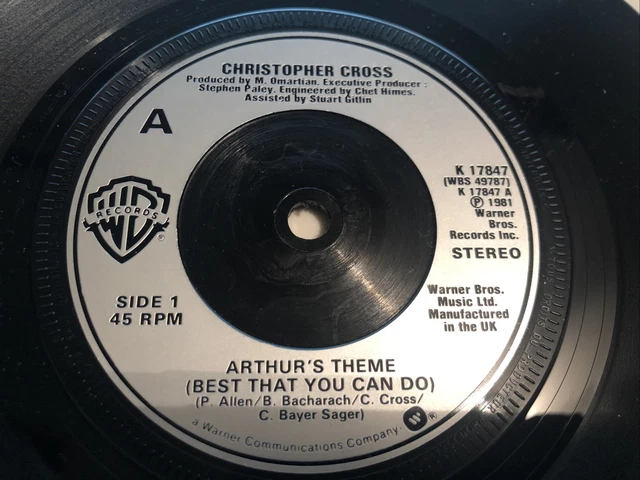 CHRISTOPHER CROSS
Produced by M. Omartian. Executive Producer :
Stephen Paley. Engineered by Chet Himes.
Assisted by Stuart Gitlin
A
WB
RECORDS
®
K 17847
(WBS 49787)
K 17847 A
Ⓟ 1981
Warner
Bros.
Records Inc.
STEREO
SIDE 1
45 RPM
Warner Bros.
Music Ltd.
Manufactured
in the UK
ARTHUR'S THEME
(BEST THAT YOU CAN DO)
(P. Allen/B. Bacharach/C. Cross/
C. Bayer Sager)
a Warner Communications Company.
®